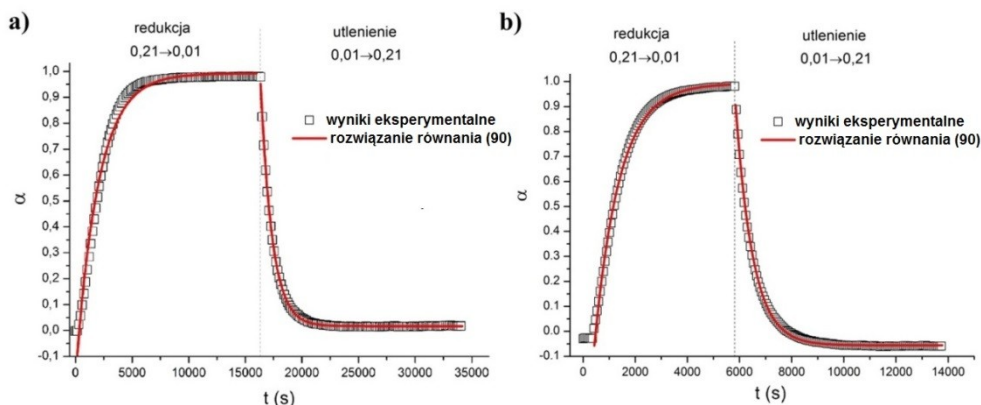 a)
redukcja
0,21→0,01
utlenienie
0,01→0,21
1,0
0,9
0,8
0,7
0,6
0,5
0,4
0,3
0,2
0,1
0,0
-0,1
α
wyniki eksperymentalne
rozwiązanie równania (90)
0 5000 10000 15000 20000 25000 30000 35000
t (s)
b)
redukcja
0,21→0,01
utlenienie
0,01→0,21
1.0
0.9
0.8
0.7
0.6
0.5
0.4
0.3
0.2
0.1
0.0
-0.1
α
wyniki eksperymentalne
rozwiązanie równania (90)
0 2000 4000 6000 8000 10000 12000 14000
t (s)